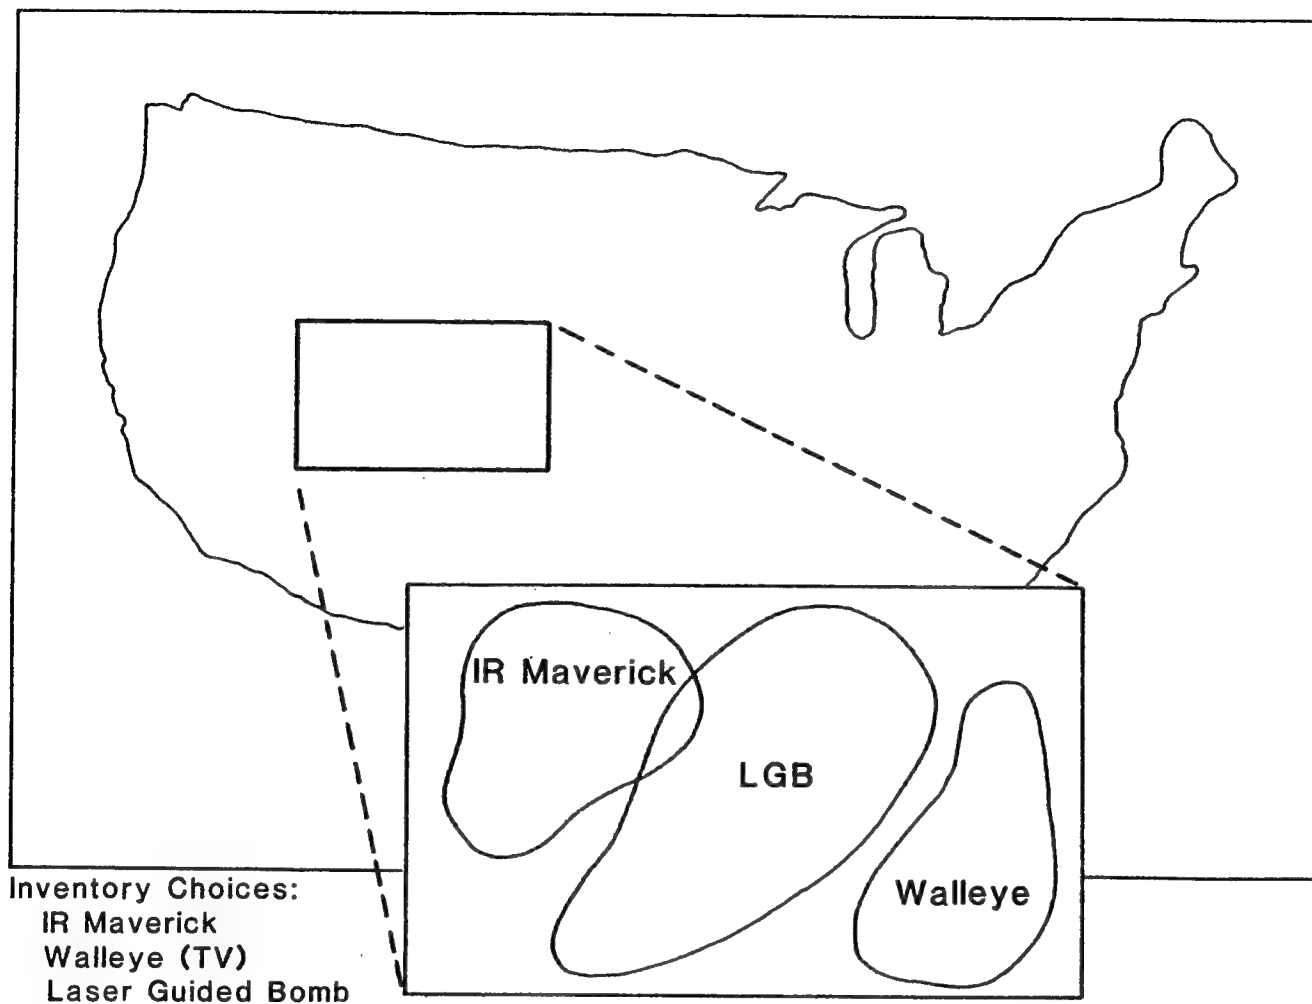 IR Maverick
LGB
Walleye
Inventory Choices:
IR Maverick
Walleye (TV)
Laser Guided Bomb